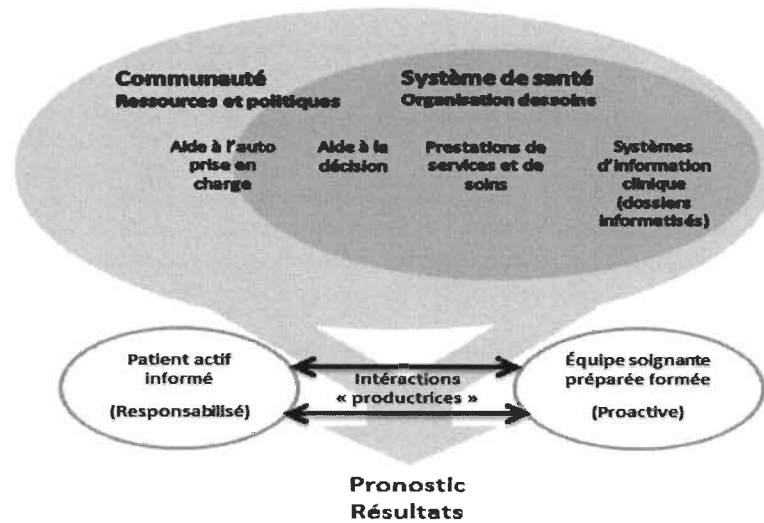 Communauté
Ressources et politiques
Système de santé
Organisation dessoins
Aide à l'auto
prise en
charge
Aide à la
décision
Prestations de
services et de
soins
Systèmes
d'information
clinique
(dossiers
informatisés)
Patient actif
informé
(Responsabilisé)
Intéractions
« productrices »
Équipe soignante
préparée formée
(Proactive)
Pronostic
Résultats